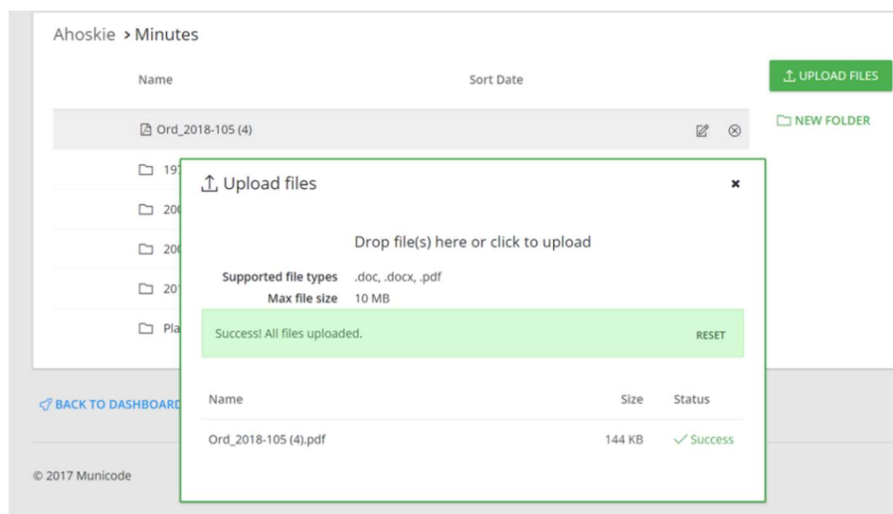 Ahoskie > Minutes
Name Sort Date
UPLOAD FILES
Ord_2018-105 (4)
NEW FOLDER
Upload files
Drop file(s) here or click to upload
Supported file types .doc, .docx, .pdf
Max file size 10 MB
Success! All files uploaded. RESET
Name Size Status
Ord_2018-105 (4).pdf 144 KB Success
BACK TO DASHBOARD
© 2017 Municode